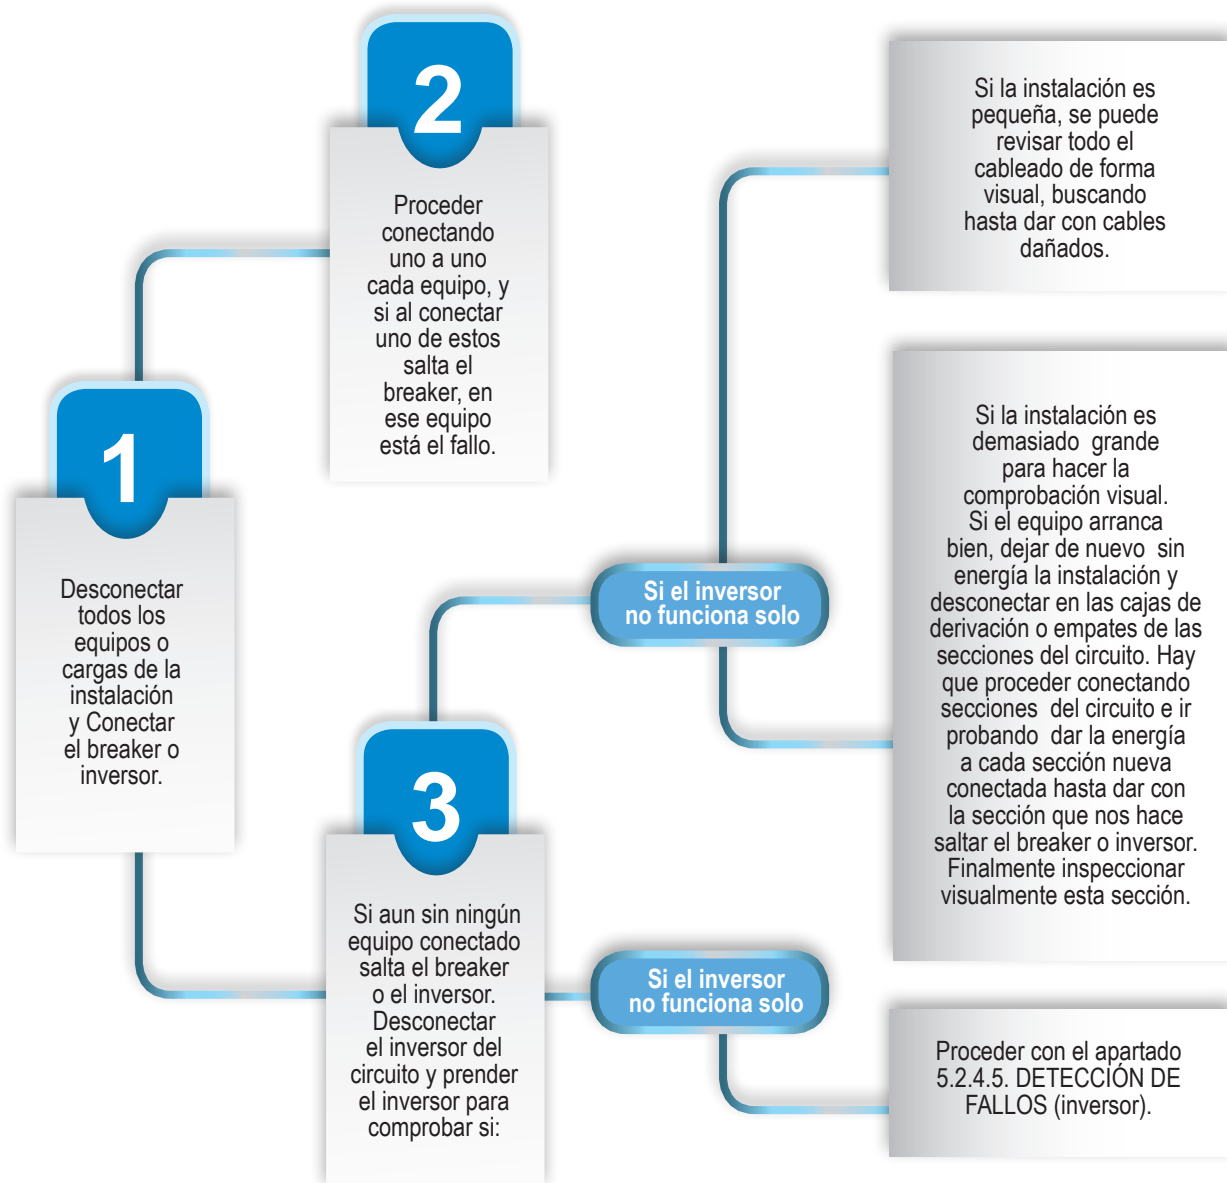 1
Desconectar
todos los
equipos o
cargas de la
instalación
y Conectar
el breaker o
inversor.
2
Proceder
conectando
uno a uno
cada equipo, y
si al conectar
uno de estos
salta el
breaker, en
ese equipo
está el fallo.
3
Si aun sin ningún
equipo conectado
salta el breaker
o el inversor.
Desconectar
el inversor del
circuito y prender
el inversor para
comprobar si:
Si el inversor
no funciona solo
Si la instalación es
pequeña, se puede
revisar todo el
cableado de forma
visual, buscando
hasta dar con cables
dañados.
Si la instalación es
demasiado grande
para hacer la
comprobación visual.
Si el equipo arranca
bien, dejar de nuevo sin
energía la instalación y
desconectar en las cajas de
derivación o empates de las
secciones del circuito. Hay
que proceder conectando
secciones del circuito e ir
probando dar la energía
a cada sección nueva
conectada hasta dar con
la sección que nos hace
saltar el breaker o inversor.
Finalmente inspeccionar
visualmente esta sección.
Si el inversor
no funciona solo
Proceder con el apartado
5.2.4.5. DETECCIÓN DE
FALLOS (inversor).